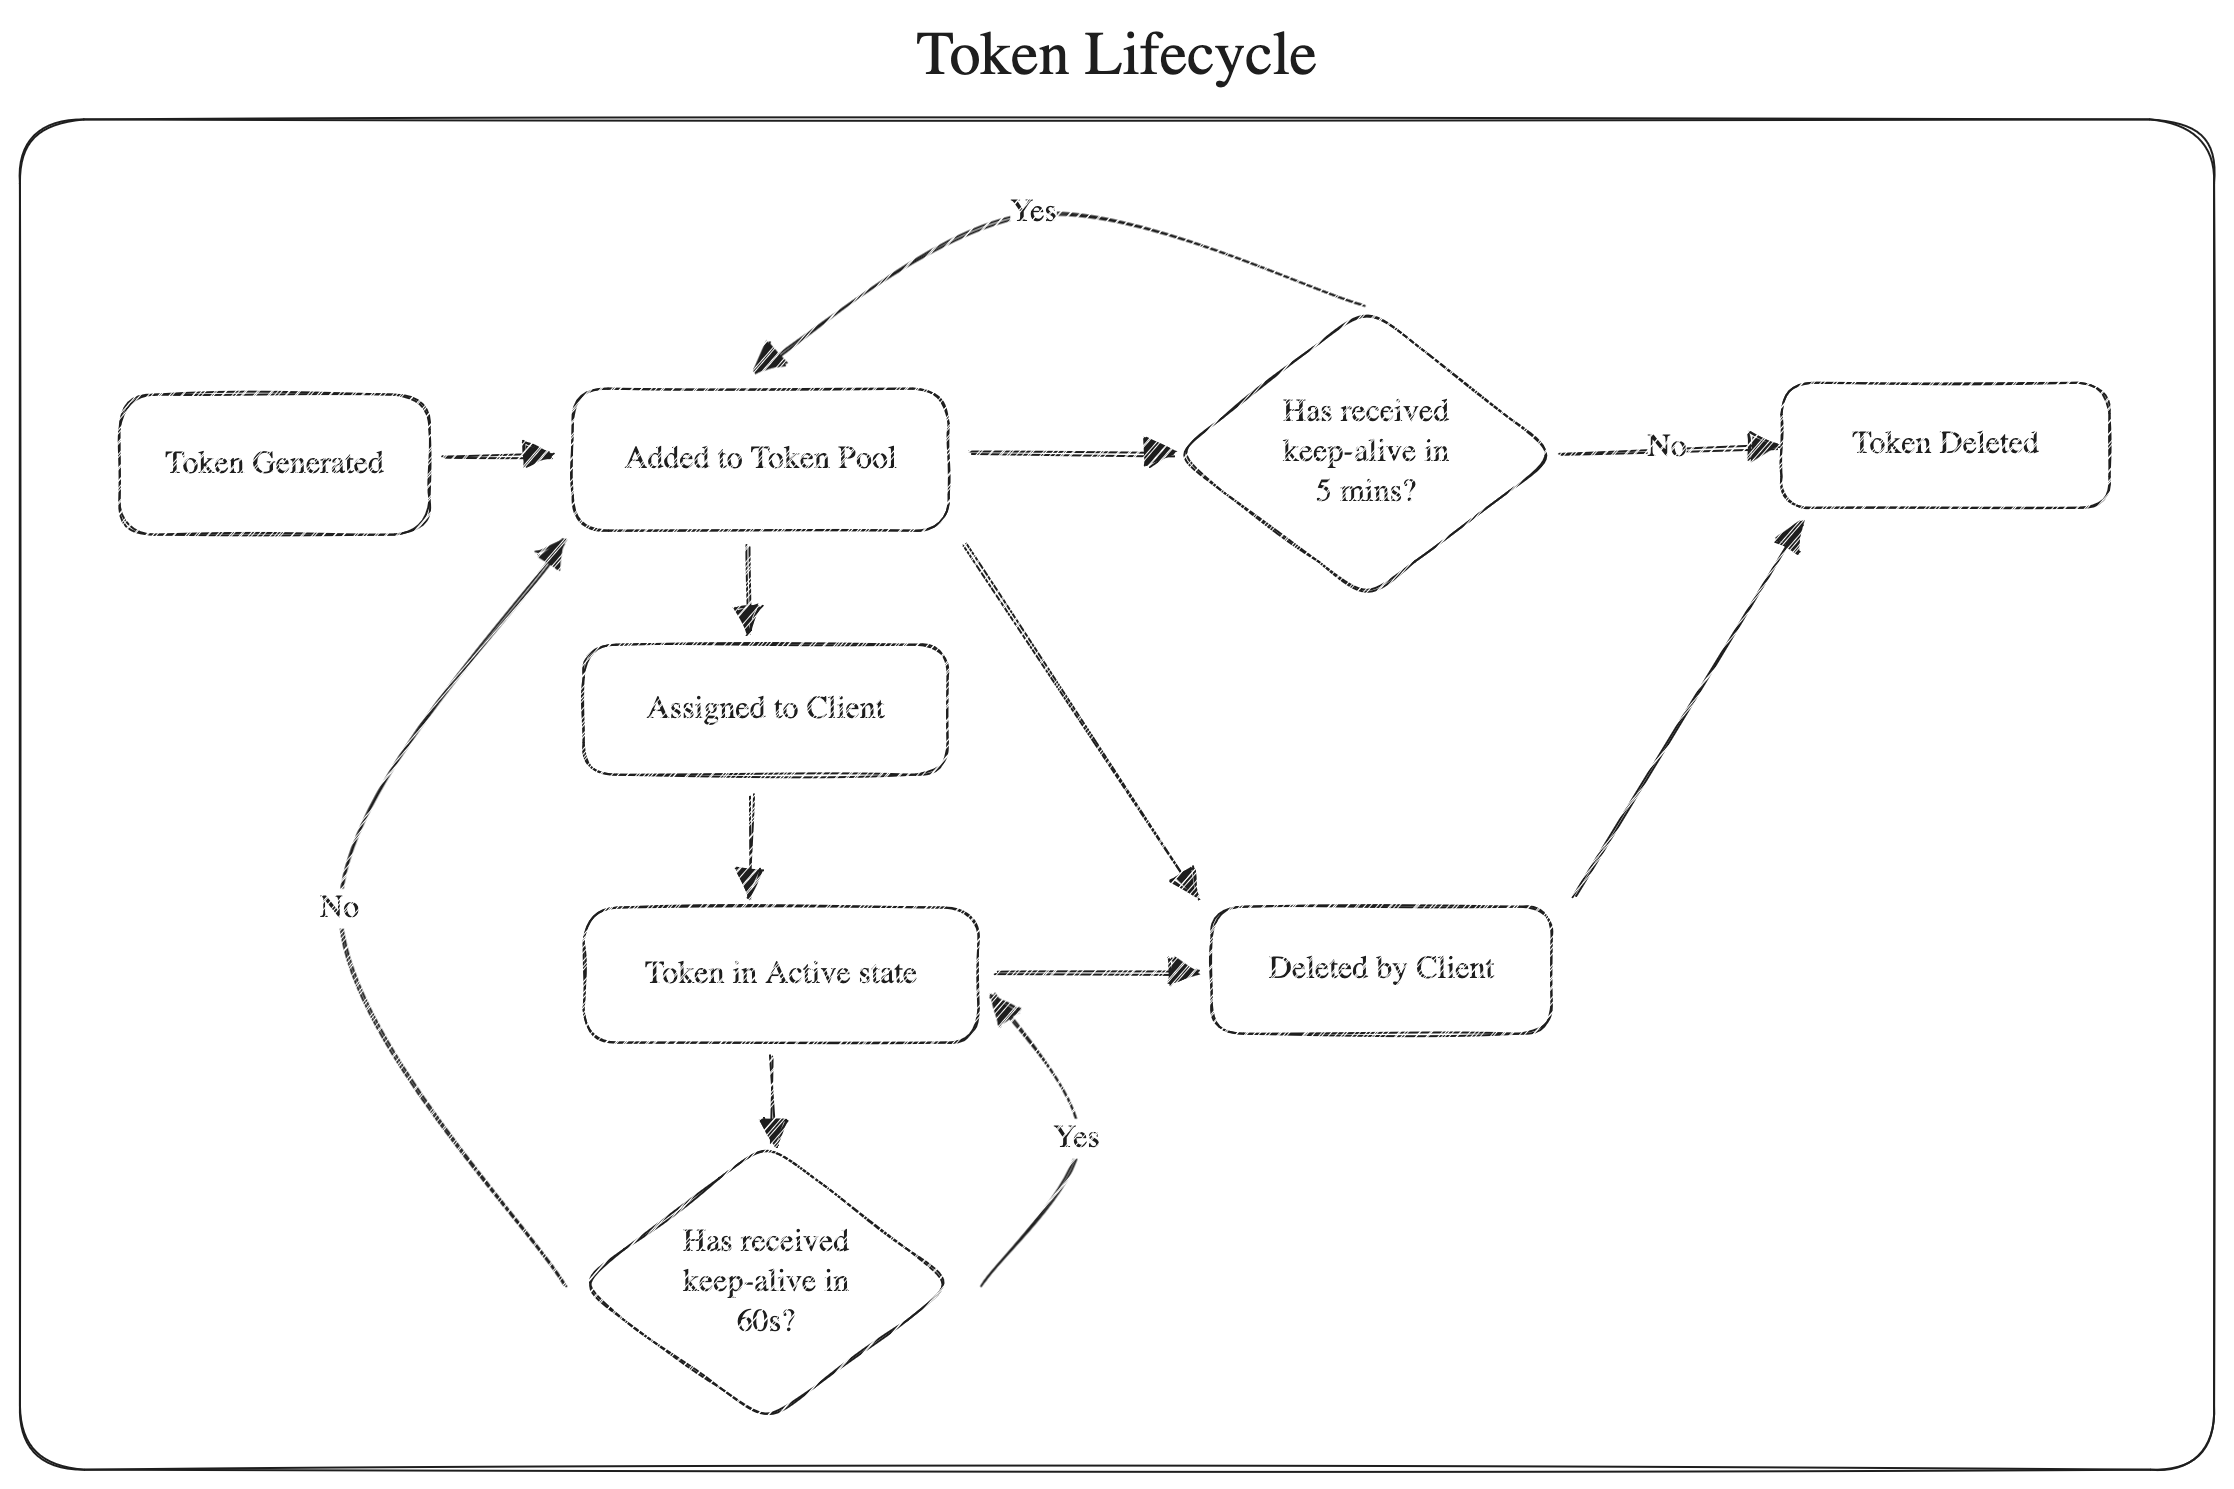 Token Lifecycle
Yes
Token Generated
Added to Token Pool
Has received
keep-alive in
5 mins?
No
Token Deleted
Assigned to Client
No
Token in Active state
Deleted by Client
Yes
Has received
keep-alive in
60s?